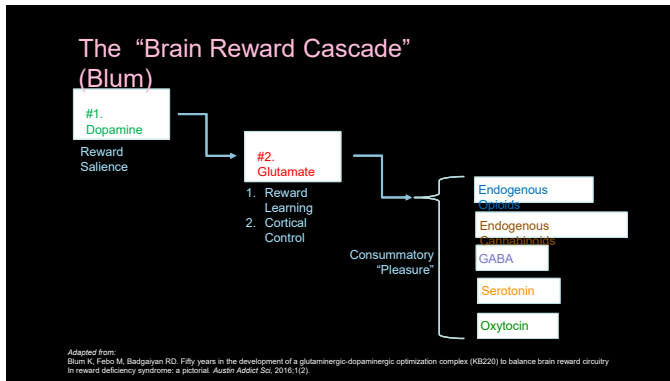 The “Brain Reward Cascade”
(Blum)
#1.
Dopamine
Reward
Salience
#2.
Glutamate
1. Reward
Learning
2. Cortical
Control
Consummatory
“Pleasure”
Endogenous
Opioids
Endogenous
Cannabinoids
GABA
Serotonin
Oxytocin
Adapted from:
Blum K, Febo M, Badgaiyan RD. Fifty years in the development of a glutaminergic-dopaminergic optimization complex (KB220) to balance brain reward circuitry
In reward deficiency syndrome: a pictorial. Austin Addict Sci, 2016;1(2).